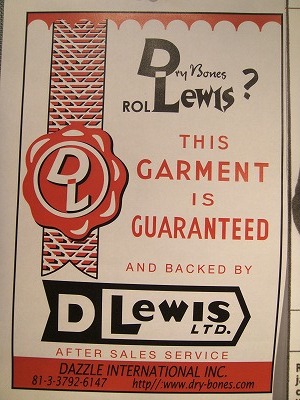 Dry Bones
ROL. Lewis?
DL
THIS
GARMENT
IS
GUARANTEED
AND BACKED BY
D Lewis
LTD.
AFTER SALES SERVICE
DAZZLE INTERNATIONAL INC.
81-3-3792-6147 http//:www.dry-bones.com